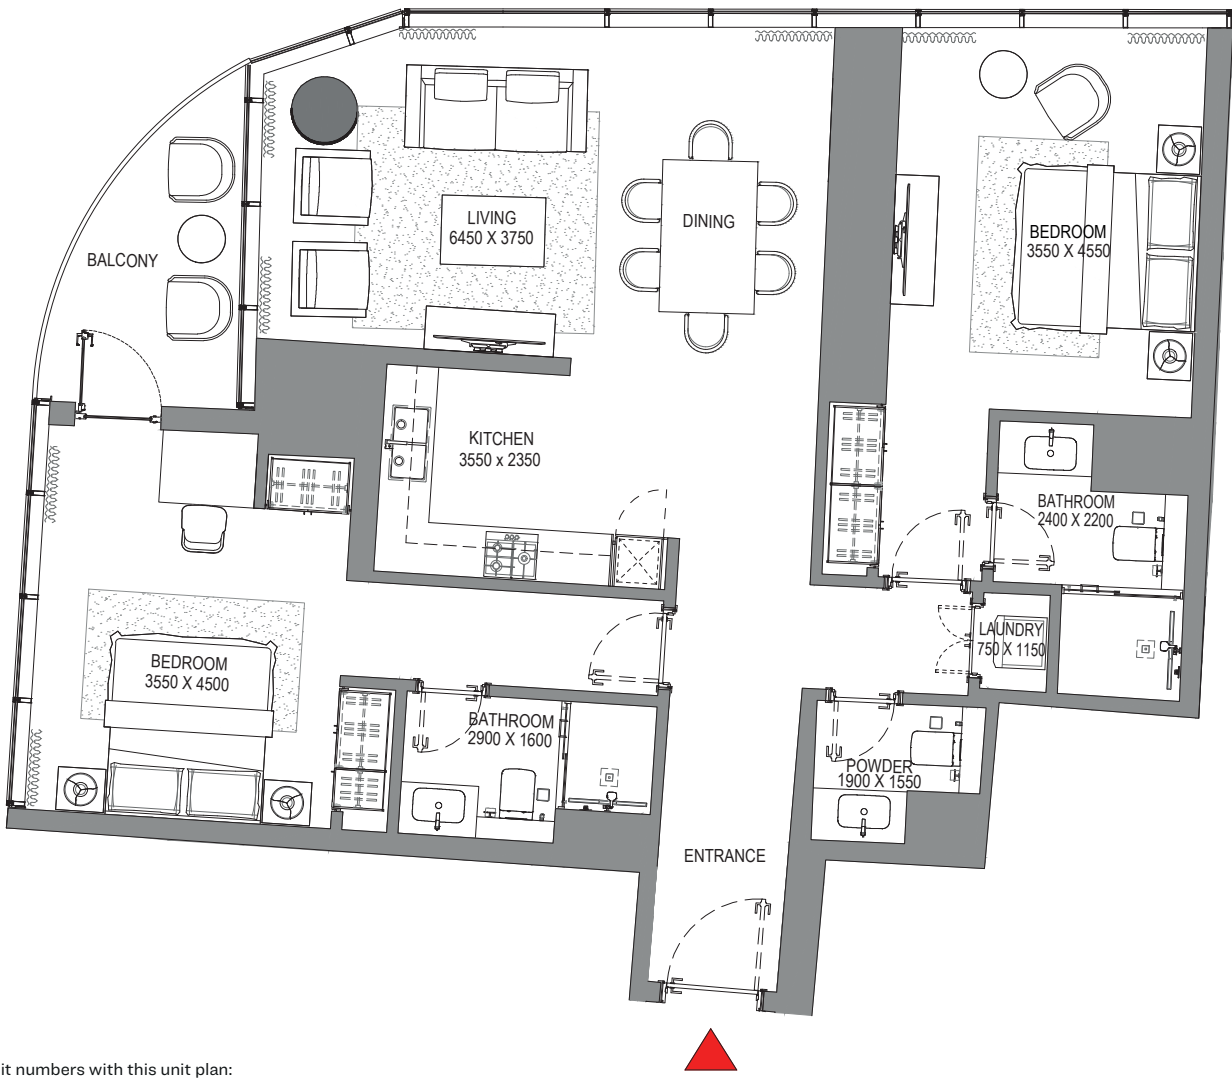 LIVING
6450 X 3750
DINING
BEDROOM
3550 X 4550
BALCONY
KITCHEN
3550 x 2350
BATHROOM
2400 X 2200
LAUNDRY
750 X 1150
BEDROOM
3550 X 4500
BATHROOM
2900 X 1600
POWDER
1900 X 1550
ENTRANCE
it numbers with this unit plan: